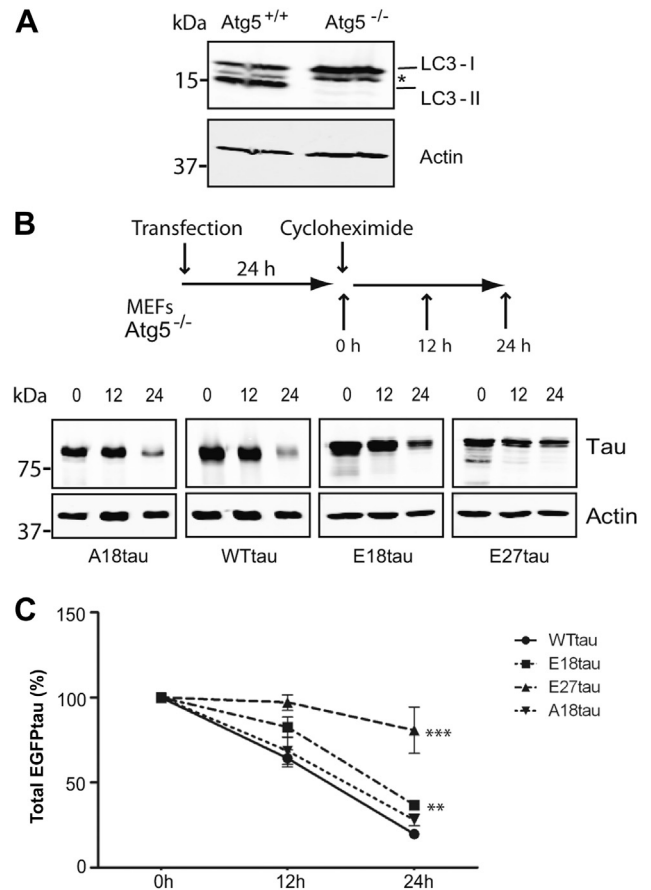 A
kDa Atg5 +/+ Atg5 -/-
LC3 - I
15 *
LC3 - II
37 Actin
B
Transfection Cycloheximide
24 h
MEFs
Atg5 -/-
0 h 12 h 24 h
kDa 0 12 24 0 12 24 0 12 24 0 12 24
Tau
75
Actin
37
A18tau WTtau E18tau E27tau
C
150
100
50
0
Total EGFPtau (%)
WTtau
E18tau
E27tau
A18tau
***
**
0h 12h 24h